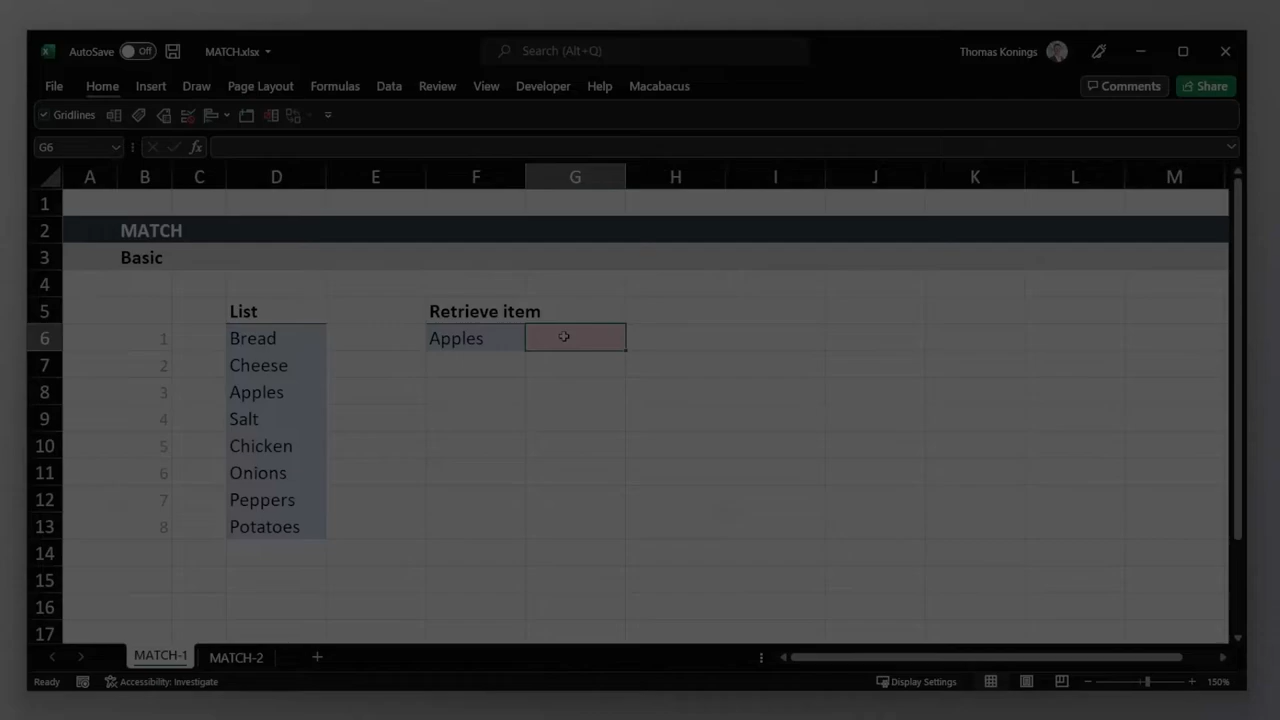 AutoSave Off MATCH.xlsx Search (Alt+Q) Thomas Konings
File Home Insert Draw Page Layout Formulas Data Review View Developer Help Macabacus Comments Share
Gridlines
G6 fx
A B C D E F G H I J K L M
1
2 MATCH
3 Basic
4
5 List Retrieve item
6 1 Bread Apples
7 2 Cheese
8 3 Apples
9 4 Salt
10 5 Chicken
11 6 Onions
12 7 Peppers
13 8 Potatoes
14
15
16
17
MATCH-1 MATCH-2 +
Ready Accessibility: Investigate Display Settings 150%